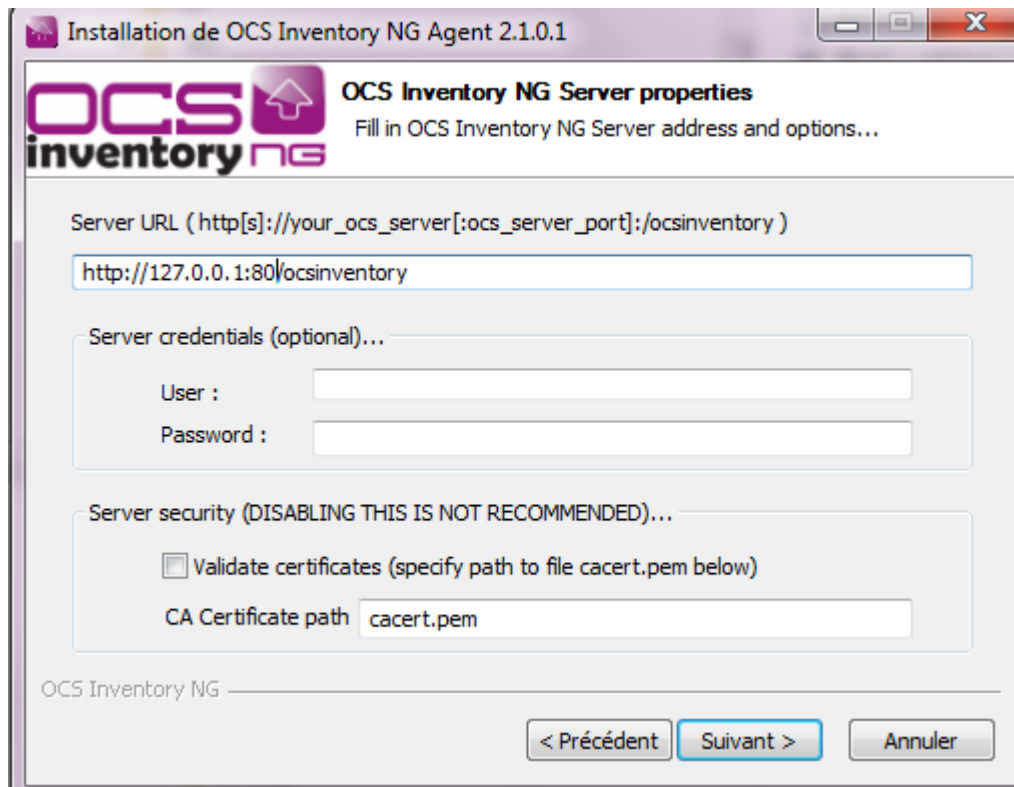 Installation de OCS Inventory NG Agent 2.1.0.1
OCS
inventory NG
OCS Inventory NG Server properties
Fill in OCS Inventory NG Server address and options...
Server URL ( http[s]://your_ocs_server[:ocs_server_port]:/ocsinventory )
http://127.0.0.1:80/ocsinventory
Server credentials (optional)...
User :
Password :
Server security (DISABLING THIS IS NOT RECOMMENDED)...
Validate certificates (specify path to file cacert.pem below)
CA Certificate path cacert.pem
OCS Inventory NG
< Précédent Suivant > Annuler